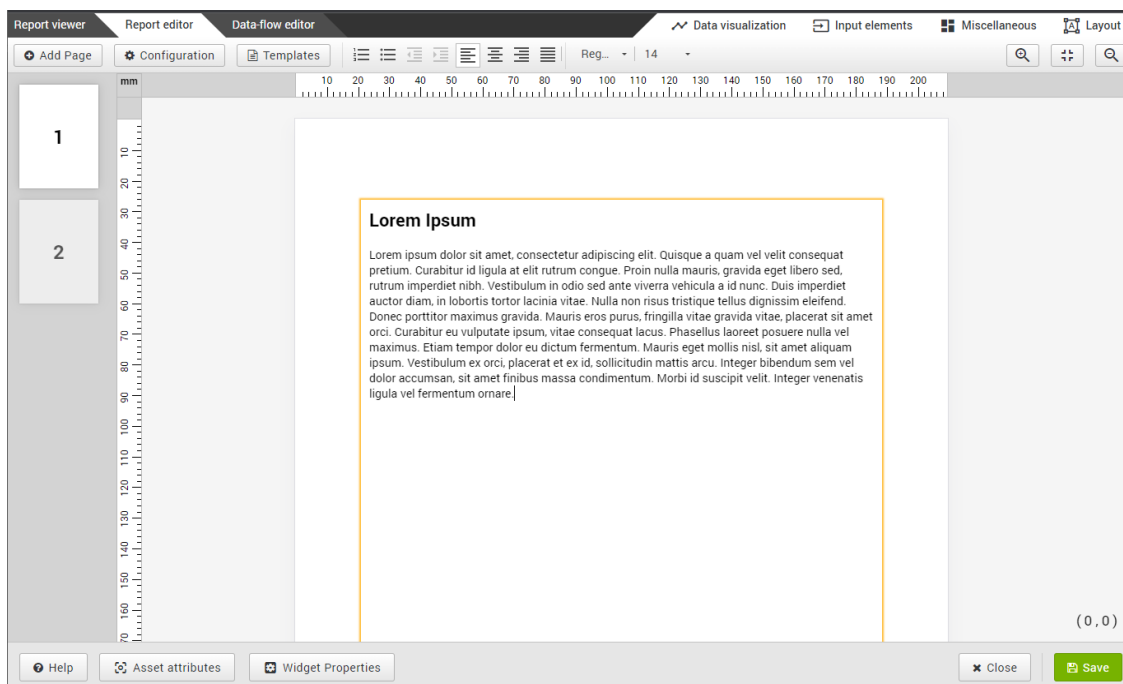 Report viewer Report editor Data-flow editor Data visualization Input elements Miscellaneous Layout
Add Page Configuration Templates Reg... 14
mm 10 20 30 40 50 60 70 80 90 100 110 120 130 140 150 160 170 180 190 200
1
2
10
20
30
40
50
60
70
80
90
100
110
120
130
140
150
160
Lorem Ipsum
Lorem ipsum dolor sit amet, consectetur adipiscing elit. Quisque a quam vel velit consequat
pretium. Curabitur id ligula at elit rutrum congue. Proin nulla mauris, gravida eget libero sed,
rutrum imperdiet nibh. Vestibulum in odio sed ante viverra vehicula a id nunc. Duis imperdiet
auctor diam, in lobortis tortor lacinia vitae. Nulla non risus tristique tellus dignissim eleifend.
Donec porttitor maximus gravida. Mauris eros purus, fringilla vitae gravida vitae, placerat sit amet
orci. Curabitur eu vulputate ipsum, vitae consequat lacus. Phasellus laoreet posuere nulla vel
maximus. Etiam tempor dolor eu dictum fermentum. Mauris eget mollis nisl, sit amet aliquam
ipsum. Vestibulum ex orci, placerat et ex id, sollicitudin mattis arcu. Integer bibendum sem vel
dolor accumsan, sit amet finibus massa condimentum. Morbi id suscipit velit. Integer venenatis
ligula vel fermentum ornare.
(0,0)
Help Asset attributes Widget Properties Close Save